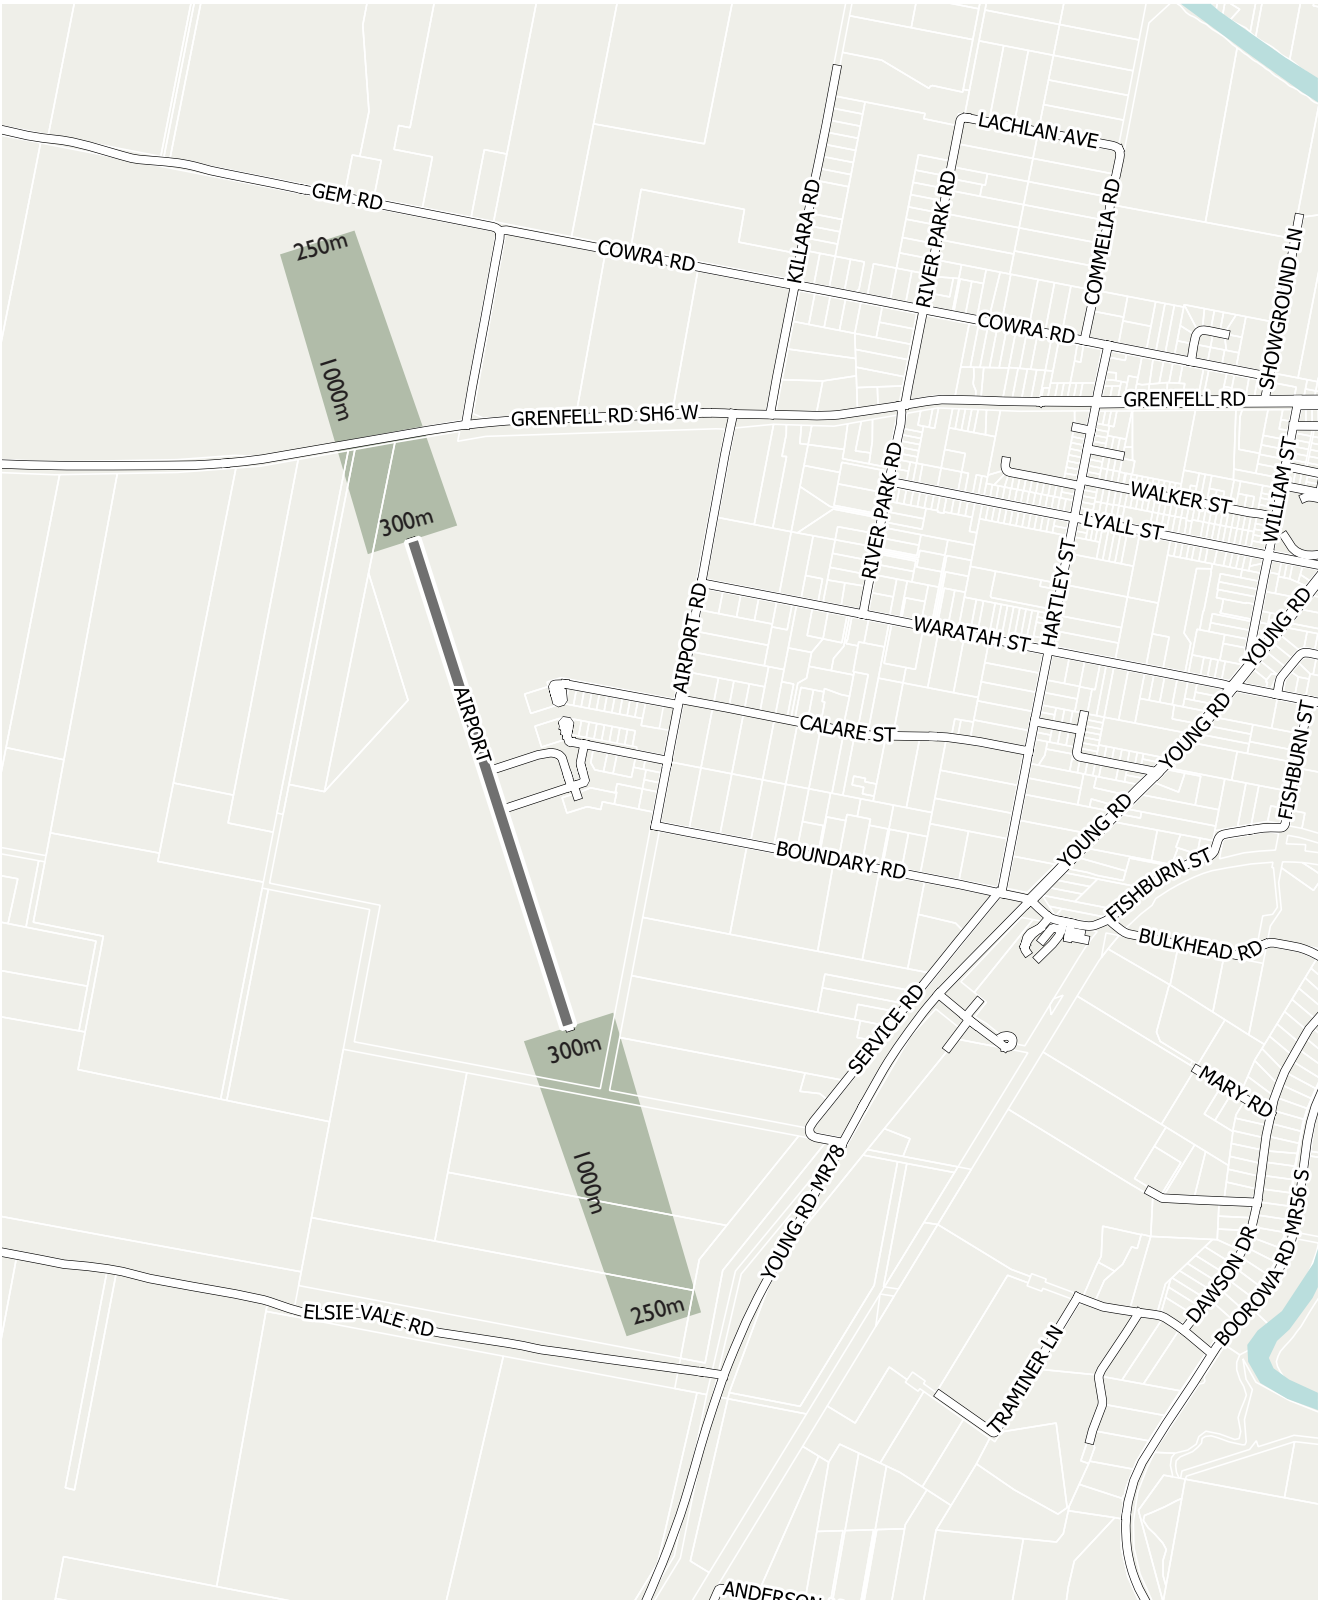 LACHLAN AVE
GEM RD
KILLARA RD
RIVER PARK RD
COMMELIA RD
SHOWGROUND LN
250m
COWRA RD
COWRA RD
1000m
GRENFELL RD SH6 W
GRENFELL RD
WILLIAM ST
WALKER ST
RIVER PARK RD
LYALL ST
300m
HARTLEY ST
AIRPORT RD
WARATAH ST
YOUNG RD
AIRPORT
CALARE ST
YOUNG RD
FISHBURN ST
YOUNG RD
BOUNDARY RD
FISHBURN ST
BULKHEAD RD
SERVICE RD
300m
MARY RD
1000m
YOUNG RD MR78
DAWSON DR
BOOROWA RD MR56 S
250m
ELSIE VALE RD
TRAMINER LN
ANDERSON